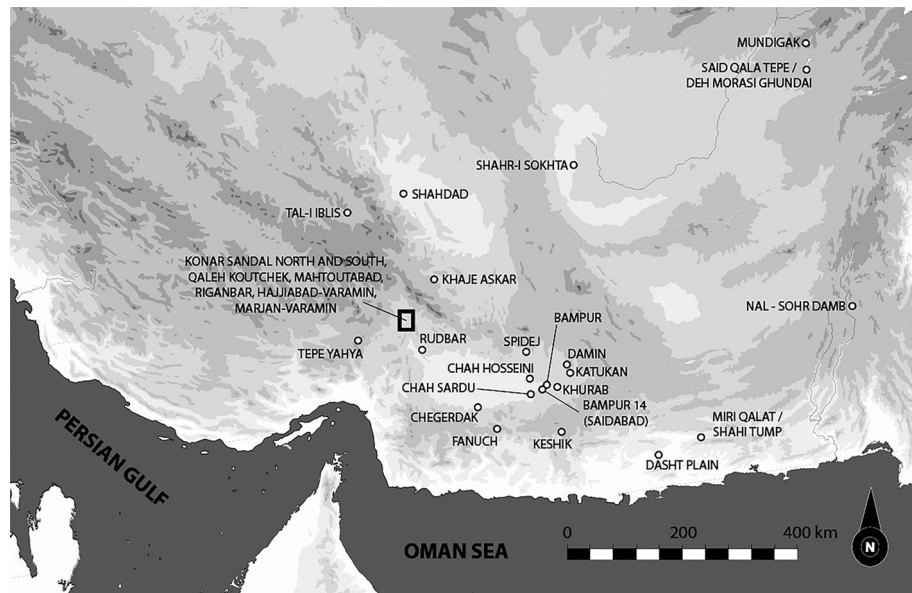 MUNDIGAK
SAID QALA TEPE /
DEH MORASI GHUNDAI
SHAHR-I SOKHTA
SHAHDAD
TAL-I IBLIS
KONAR SANDAL NORTH AND SOUTH,
QALEH KOUTCHEK, MAHTOUTABAD,
RIGANBAR, HAJJIABAD-VARAMIN,
MARJAN-VARAMIN
KHAJE ASKAR
NAL - SOHR DAMB
BAMPUR
TEPE YAHYA
RUDBAR
SPIDEJ
DAMIN
CHAH HOSSEINI
KATUKAN
CHAH SARDU
KHURAB
BAMPUR 14
(SAIDABAD)
CHEGERDAK
FANUCH
KESHIK
MIRI QALAT /
SHAHI TUMP
DASHT PLAIN
PERSIAN GULF
OMAN SEA
0 200 400 km
N